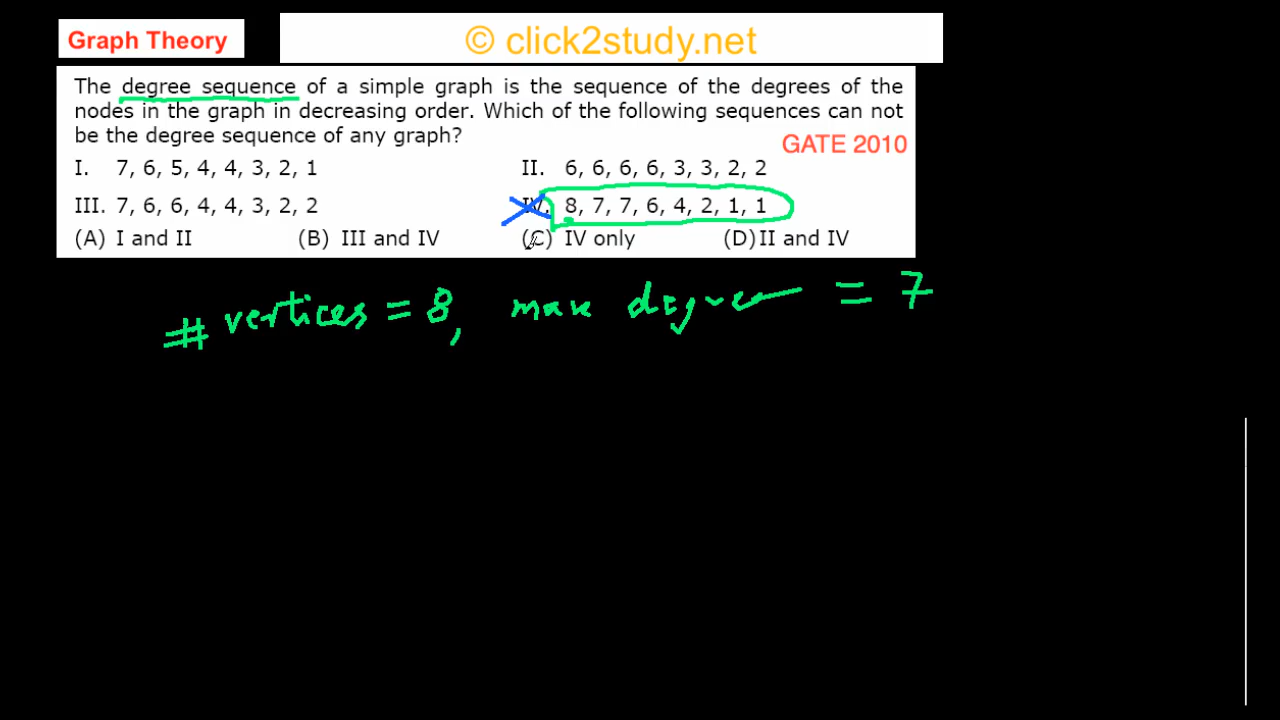 Graph Theory
© click2study.net
The degree sequence of a simple graph is the sequence of the degrees of the
nodes in the graph in decreasing order. Which of the following sequences can not
be the degree sequence of any graph?
GATE 2010
I. 7, 6, 5, 4, 4, 3, 2, 1 II. 6, 6, 6, 6, 3, 3, 2, 2
III. 7, 6, 6, 4, 4, 3, 2, 2 IV. 8, 7, 7, 6, 4, 2, 1, 1
(A) I and II (B) III and IV (C) IV only (D) II and IV
# vertices = 8, max degree = 7